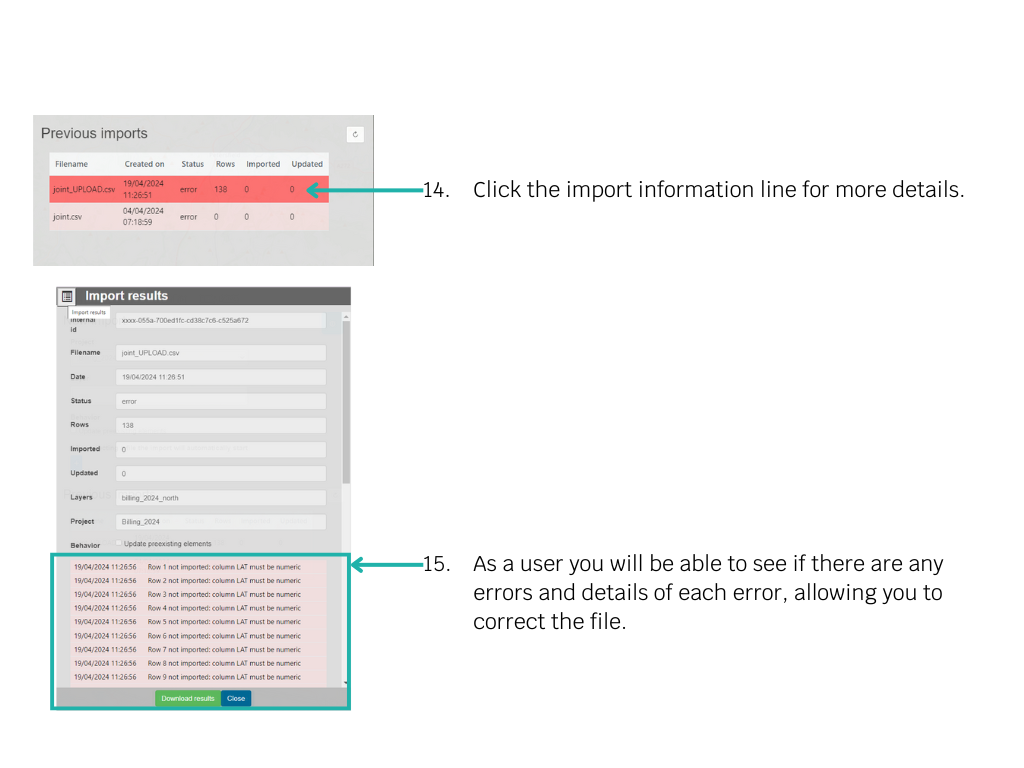 Previous imports
Filename Created on Status Rows Imported Updated
joint_UPLOAD.csv 19/04/2024 11:26:51 error 138 0 0
joint.csv 04/04/2024 07:18:59 error 0 0 0
14. Click the import information line for more details.
Import results
Import results
Internal id xxxx-055a-700ed1fc-cd38c7c6-c525a672
Filename joint_UPLOAD.csv
Date 19/04/2024 11:26:51
Status error
Rows 138
Imported 0
Updated 0
Layers billing_2024_north
Project Billing_2024
Behavior Update preexisting elements
19/04/2024 11:26:56 Row 1 not imported: column LAT must be numeric
19/04/2024 11:26:56 Row 2 not imported: column LAT must be numeric
19/04/2024 11:26:56 Row 3 not imported: column LAT must be numeric
19/04/2024 11:26:56 Row 4 not imported: column LAT must be numeric
19/04/2024 11:26:56 Row 5 not imported: column LAT must be numeric
19/04/2024 11:26:56 Row 6 not imported: column LAT must be numeric
19/04/2024 11:26:56 Row 7 not imported: column LAT must be numeric
19/04/2024 11:26:56 Row 8 not imported: column LAT must be numeric
19/04/2024 11:26:56 Row 9 not imported: column LAT must be numeric
Download results Close
15. As a user you will be able to see if there are any
errors and details of each error, allowing you to
correct the file.